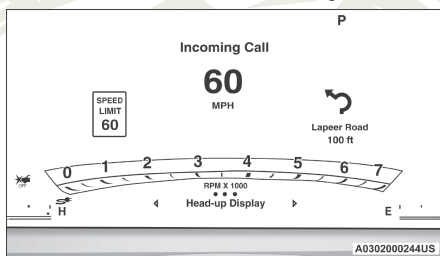 P
Incoming Call
60
MPH
SPEED
LIMIT
60
Lapeer Road
100 ft
0 1 2 3 4 5 6 7
OFF
RPM X 1000
H
Head-up Display
E
A0302000244US